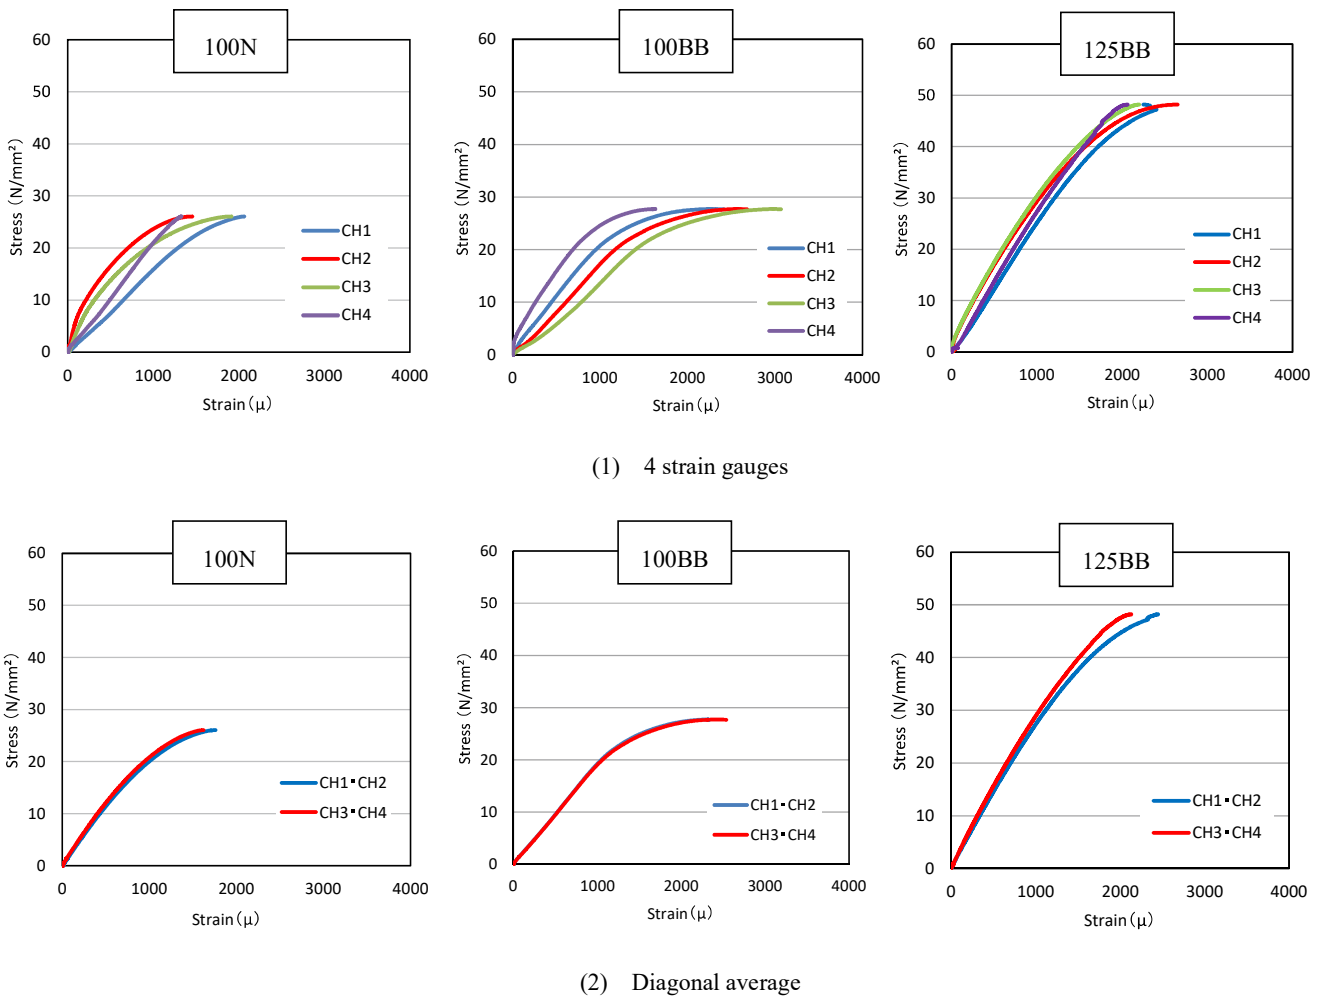 100N
60
50
40
30
20
10
0
0 1000 2000 3000 4000
Stress（N/mm²）
Strain（μ）
CH1
CH2
CH3
CH4
100BB
60
50
40
30
20
10
0
0 1000 2000 3000 4000
Stress（N/mm²）
Strain（μ）
CH1
CH2
CH3
CH4
125BB
60
50
40
30
20
10
0
0 1000 2000 3000 4000
Stress（N/mm²）
Strain（μ）
CH1
CH2
CH3
CH4
(1) 4 strain gauges
100N
60
50
40
30
20
10
0
0 1000 2000 3000 4000
Stress（N/mm²）
Strain（μ）
CH1・CH2
CH3・CH4
100BB
60
50
40
30
20
10
0
0 1000 2000 3000 4000
Stress（N/mm²）
Strain（μ）
CH1・CH2
CH3・CH4
125BB
60
50
40
30
20
10
0
0 1000 2000 3000 4000
Stress（N/mm²）
Strain（μ）
CH1・CH2
CH3・CH4
(2) Diagonal average